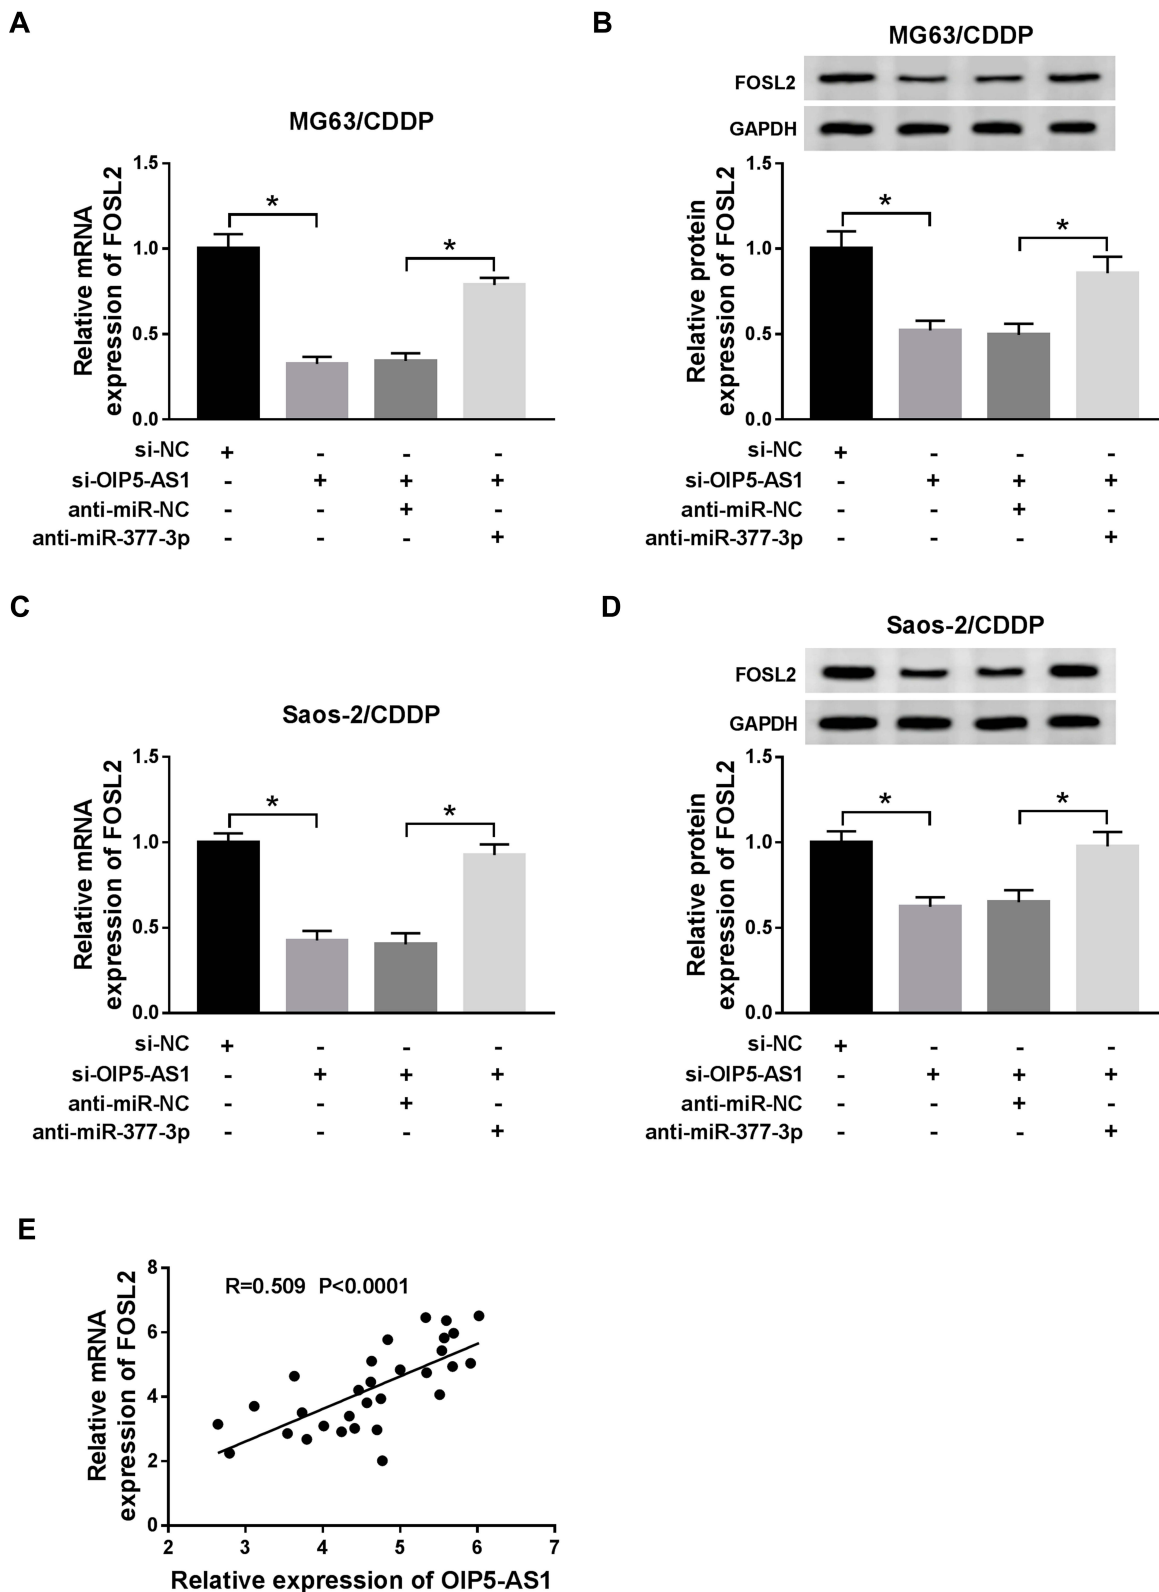 A
MG63/CDDP
Relative mRNA
expression of FOSL2
1.5
1.0
0.5
0.0
*
*
si-NC + - - -
si-OIP5-AS1 - + + +
anti-miR-NC - - + -
anti-miR-377-3p - - - +
B
MG63/CDDP
FOSL2
GAPDH
Relative protein
expression of FOSL2
1.5
1.0
0.5
0.0
*
*
si-NC + - - -
si-OIP5-AS1 - + + +
anti-miR-NC - - + -
anti-miR-377-3p - - - +
C
Saos-2/CDDP
Relative mRNA
expression of FOSL2
1.5
1.0
0.5
0.0
*
*
si-NC + - - -
si-OIP5-AS1 - + + +
anti-miR-NC - - + -
anti-miR-377-3p - - - +
D
Saos-2/CDDP
FOSL2
GAPDH
Relative protein
expression of FOSL2
1.5
1.0
0.5
0.0
*
*
si-NC + - - -
si-OIP5-AS1 - + + +
anti-miR-NC - - + -
anti-miR-377-3p - - - +
E
Relative mRNA
expression of FOSL2
8
6
4
2
0
R=0.509 P<0.0001
2 3 4 5 6 7
Relative expression of OIP5-AS1